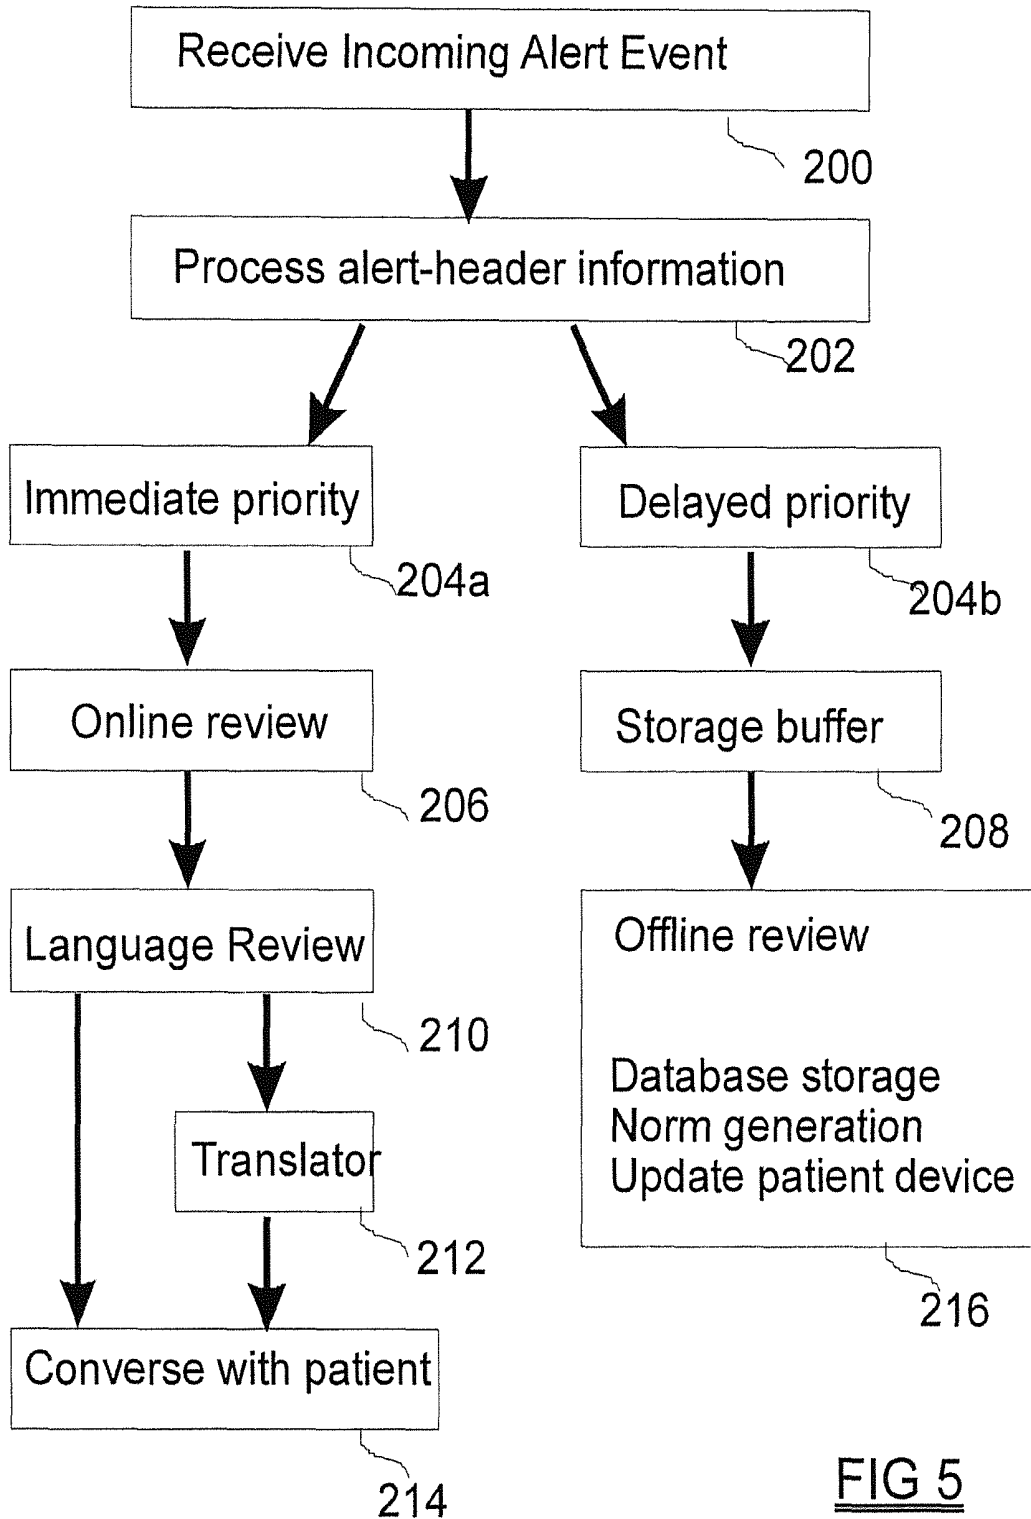 Receive Incoming Alert Event
200
Process alert-header information
202
Immediate priority
204a
Delayed priority
204b
Online review
206
Storage buffer
208
Language Review
210
Offline review
Database storage
Norm generation
Update patient device
216
Translator
212
Converse with patient
214
FIG 5